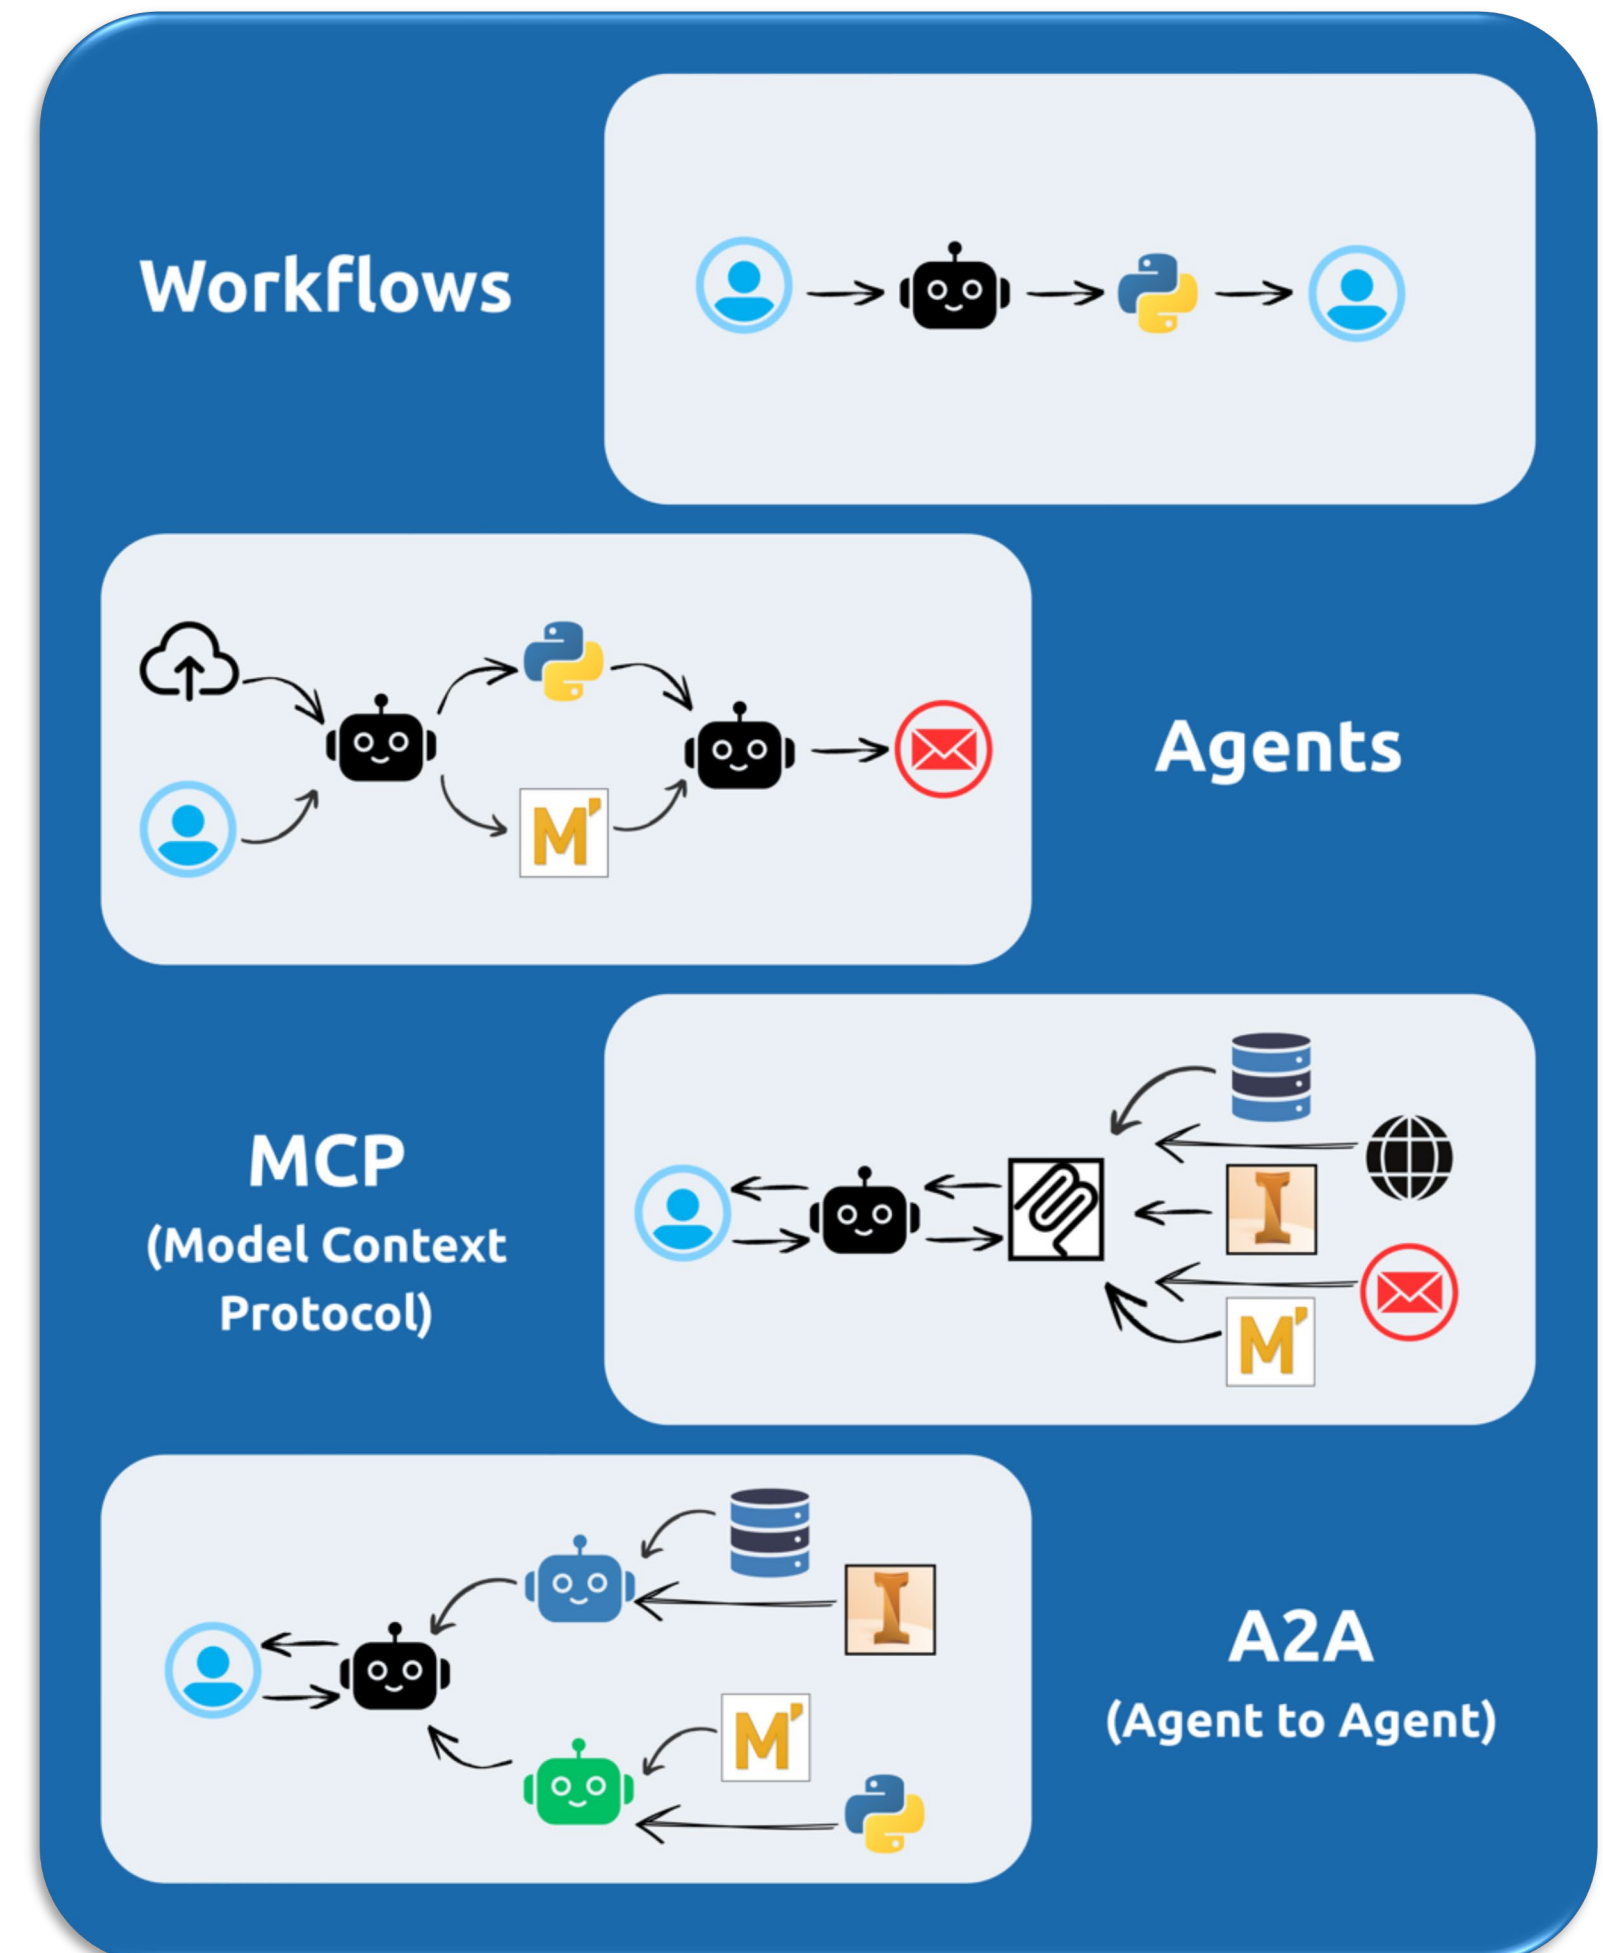 Workflows
M'
Agents
MCP
(Model Context
Protocol)
I
M'
I
M'
A2A
(Agent to Agent)